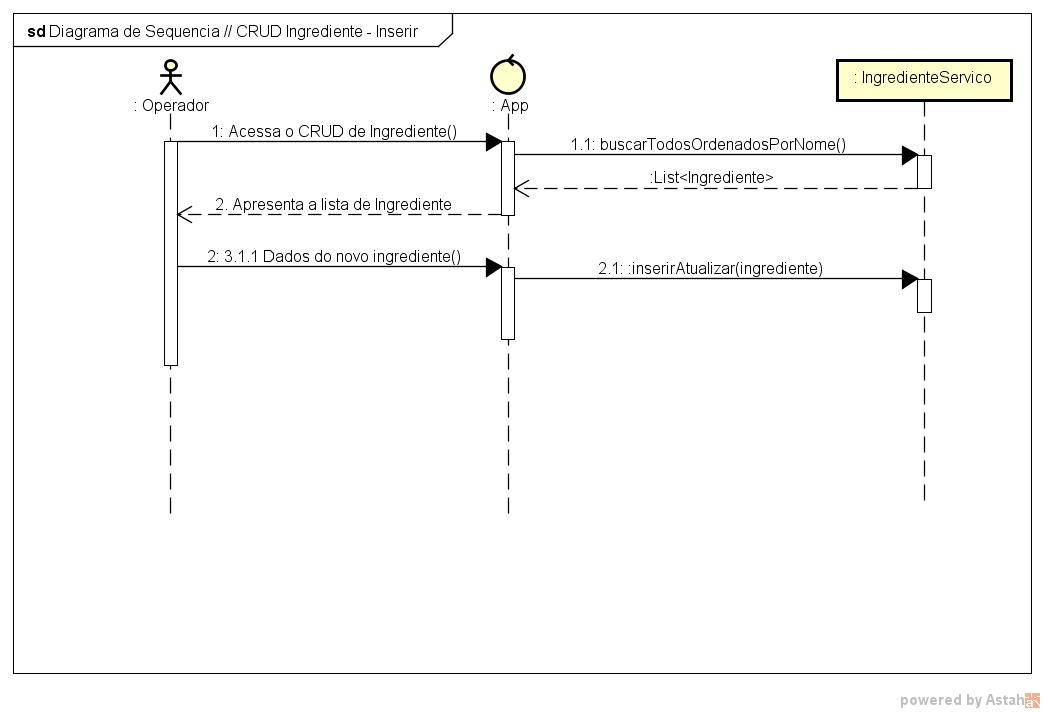 sd Diagrama de Sequencia // CRUD Ingrediente - Inserir
: Operador
: App
: IngredienteServico
1: Acessa o CRUD de Ingrediente()
1.1: buscarTodosOrdenadosPorNome()
:List<Ingrediente>
2. Apresenta a lista de Ingrediente
2: 3.1.1 Dados do novo ingrediente()
2.1: :inserirAtualizar(ingrediente)
powered by Astah